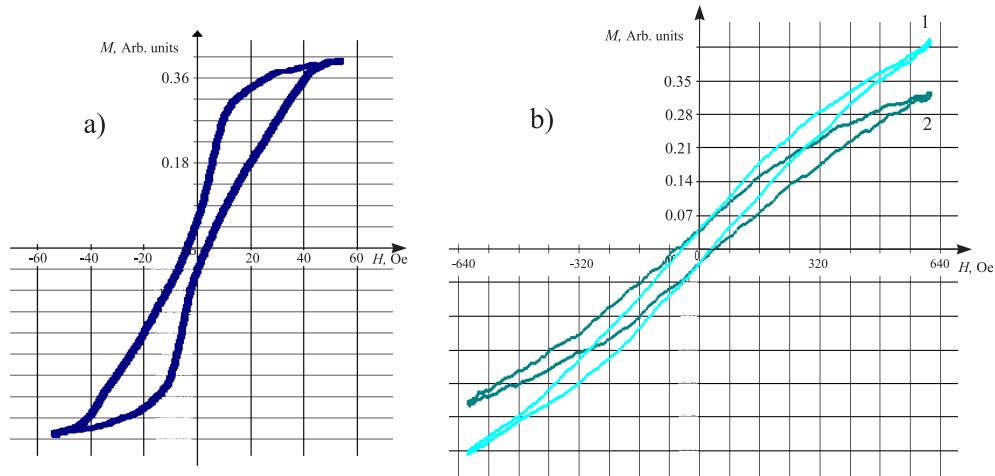 M, Arb. units
0.36
a)
0.18
-60 -40 -20 0 20 40 60
H, Oe
M, Arb. units
1
0.35
b)
0.28
2
0.21
0.14
0.07
-640 -320 0 320 640
H, Oe